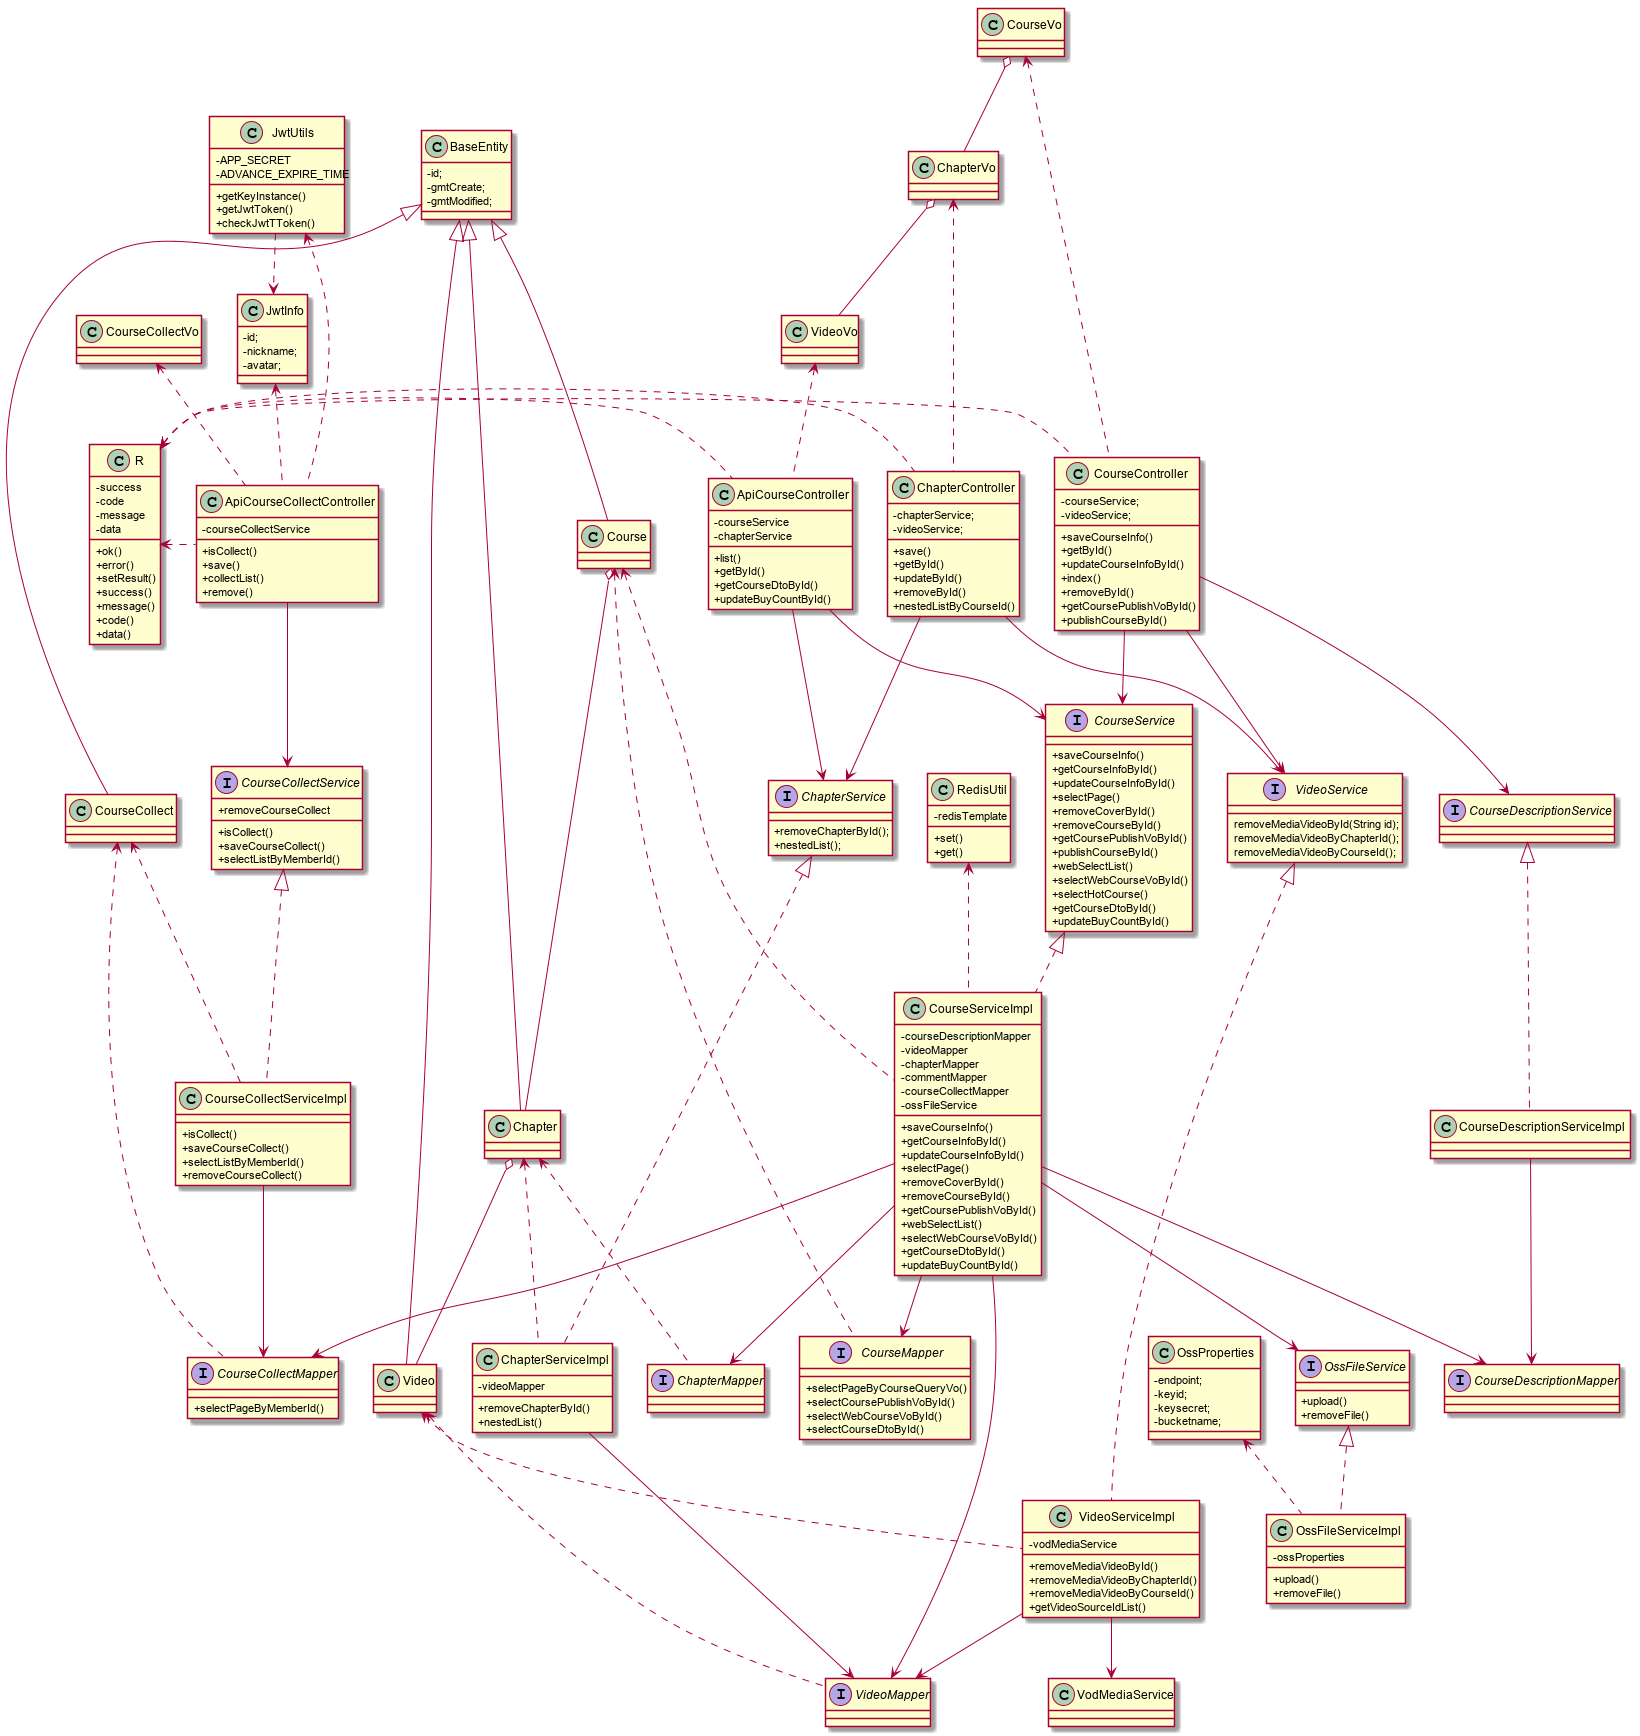 C CourseVo
C JwtUtils
-APP_SECRET
-ADVANCE_EXPIRE_TIME
+getKeyInstance()
+getJwtToken()
+checkJwtTToken()
C BaseEntity
-id;
-gmtCreate;
-gmtModified;
C ChapterVo
C CourseCollectVo
C JwtInfo
-id;
-nickname;
-avatar;
C VideoVo
C R
-success
-code
-message
-data
+ok()
+error()
+setResult()
+success()
+message()
+code()
+data()
C ApiCourseCollectController
-courseCollectService
+isCollect()
+save()
+collectList()
+remove()
C Course
C ApiCourseController
-courseService
-chapterService
+list()
+getById()
+getCourseDtoById()
+updateBuyCountById()
C ChapterController
-chapterService;
-videoService;
+save()
+getById()
+updateById()
+removeById()
+nestedListByCourseId()
C CourseController
-courseService;
-videoService;
+saveCourseInfo()
+getById()
+updateCourseInfoById()
+index()
+removeById()
+getCoursePublishVoById()
+publishCourseById()
C CourseCollect
I CourseCollectService
+removeCourseCollect
+isCollect()
+saveCourseCollect()
+selectListByMemberId()
I ChapterService
+removeChapterById();
+nestedList();
C RedisUtil
-redisTemplate
+set()
+get()
I CourseService
+saveCourseInfo()
+getCourseInfoById()
+updateCourseInfoById()
+selectPage()
+removeCoverById()
+removeCourseById()
+getCoursePublishVoById()
+publishCourseById()
+webSelectList()
+selectWebCourseVoById()
+selectHotCourse()
+getCourseDtoById()
+updateBuyCountById()
I VideoService
removeMediaVideoById(String id);
removeMediaVideoByChapterId();
removeMediaVideoByCourseId();
I CourseDescriptionService
C CourseCollectServiceImpl
+isCollect()
+saveCourseCollect()
+selectListByMemberId()
+removeCourseCollect()
C Chapter
C CourseServiceImpl
-courseDescriptionMapper
-videoMapper
-chapterMapper
-commentMapper
-courseCollectMapper
-ossFileService
+saveCourseInfo()
+getCourseInfoById()
+updateCourseInfoById()
+selectPage()
+removeCoverById()
+removeCourseById()
+getCoursePublishVoById()
+webSelectList()
+selectWebCourseVoById()
+getCourseDtoById()
+updateBuyCountById()
C CourseDescriptionServiceImpl
I CourseCollectMapper
+selectPageByMemberId()
C Video
C ChapterServiceImpl
-videoMapper
+removeChapterById()
+nestedList()
I ChapterMapper
I CourseMapper
+selectPageByCourseQueryVo()
+selectCoursePublishVoById()
+selectWebCourseVoById()
+selectCourseDtoById()
C OssProperties
-endpoint;
-keyid;
-keysecret;
-bucketname;
I OssFileService
+upload()
+removeFile()
I CourseDescriptionMapper
C VideoServiceImpl
-vodMediaService
+removeMediaVideoById()
+removeMediaVideoByChapterId()
+removeMediaVideoByCourseId()
+getVideoSourceIdList()
C OssFileServiceImpl
-ossProperties
+upload()
+removeFile()
I VideoMapper
C VodMediaService